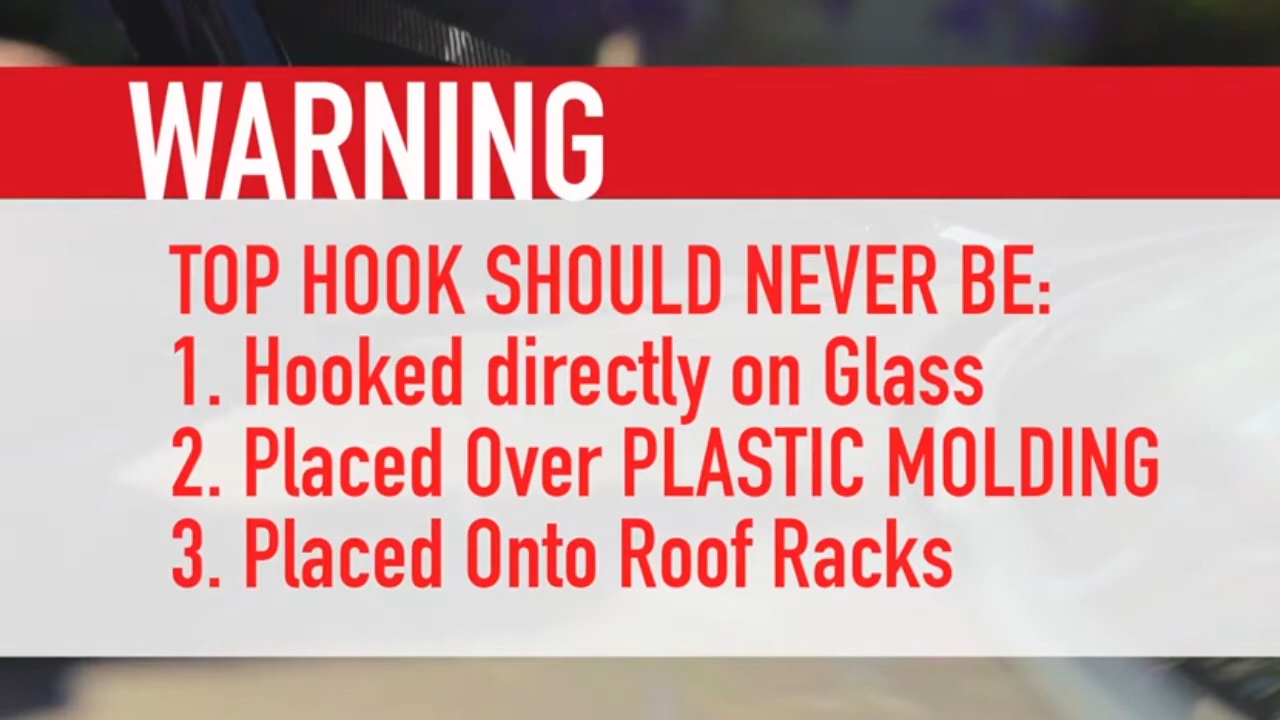 WARNING
TOP HOOK SHOULD NEVER BE:
1. Hooked directly on Glass
2. Placed Over PLASTIC MOLDING
3. Placed Onto Roof Racks